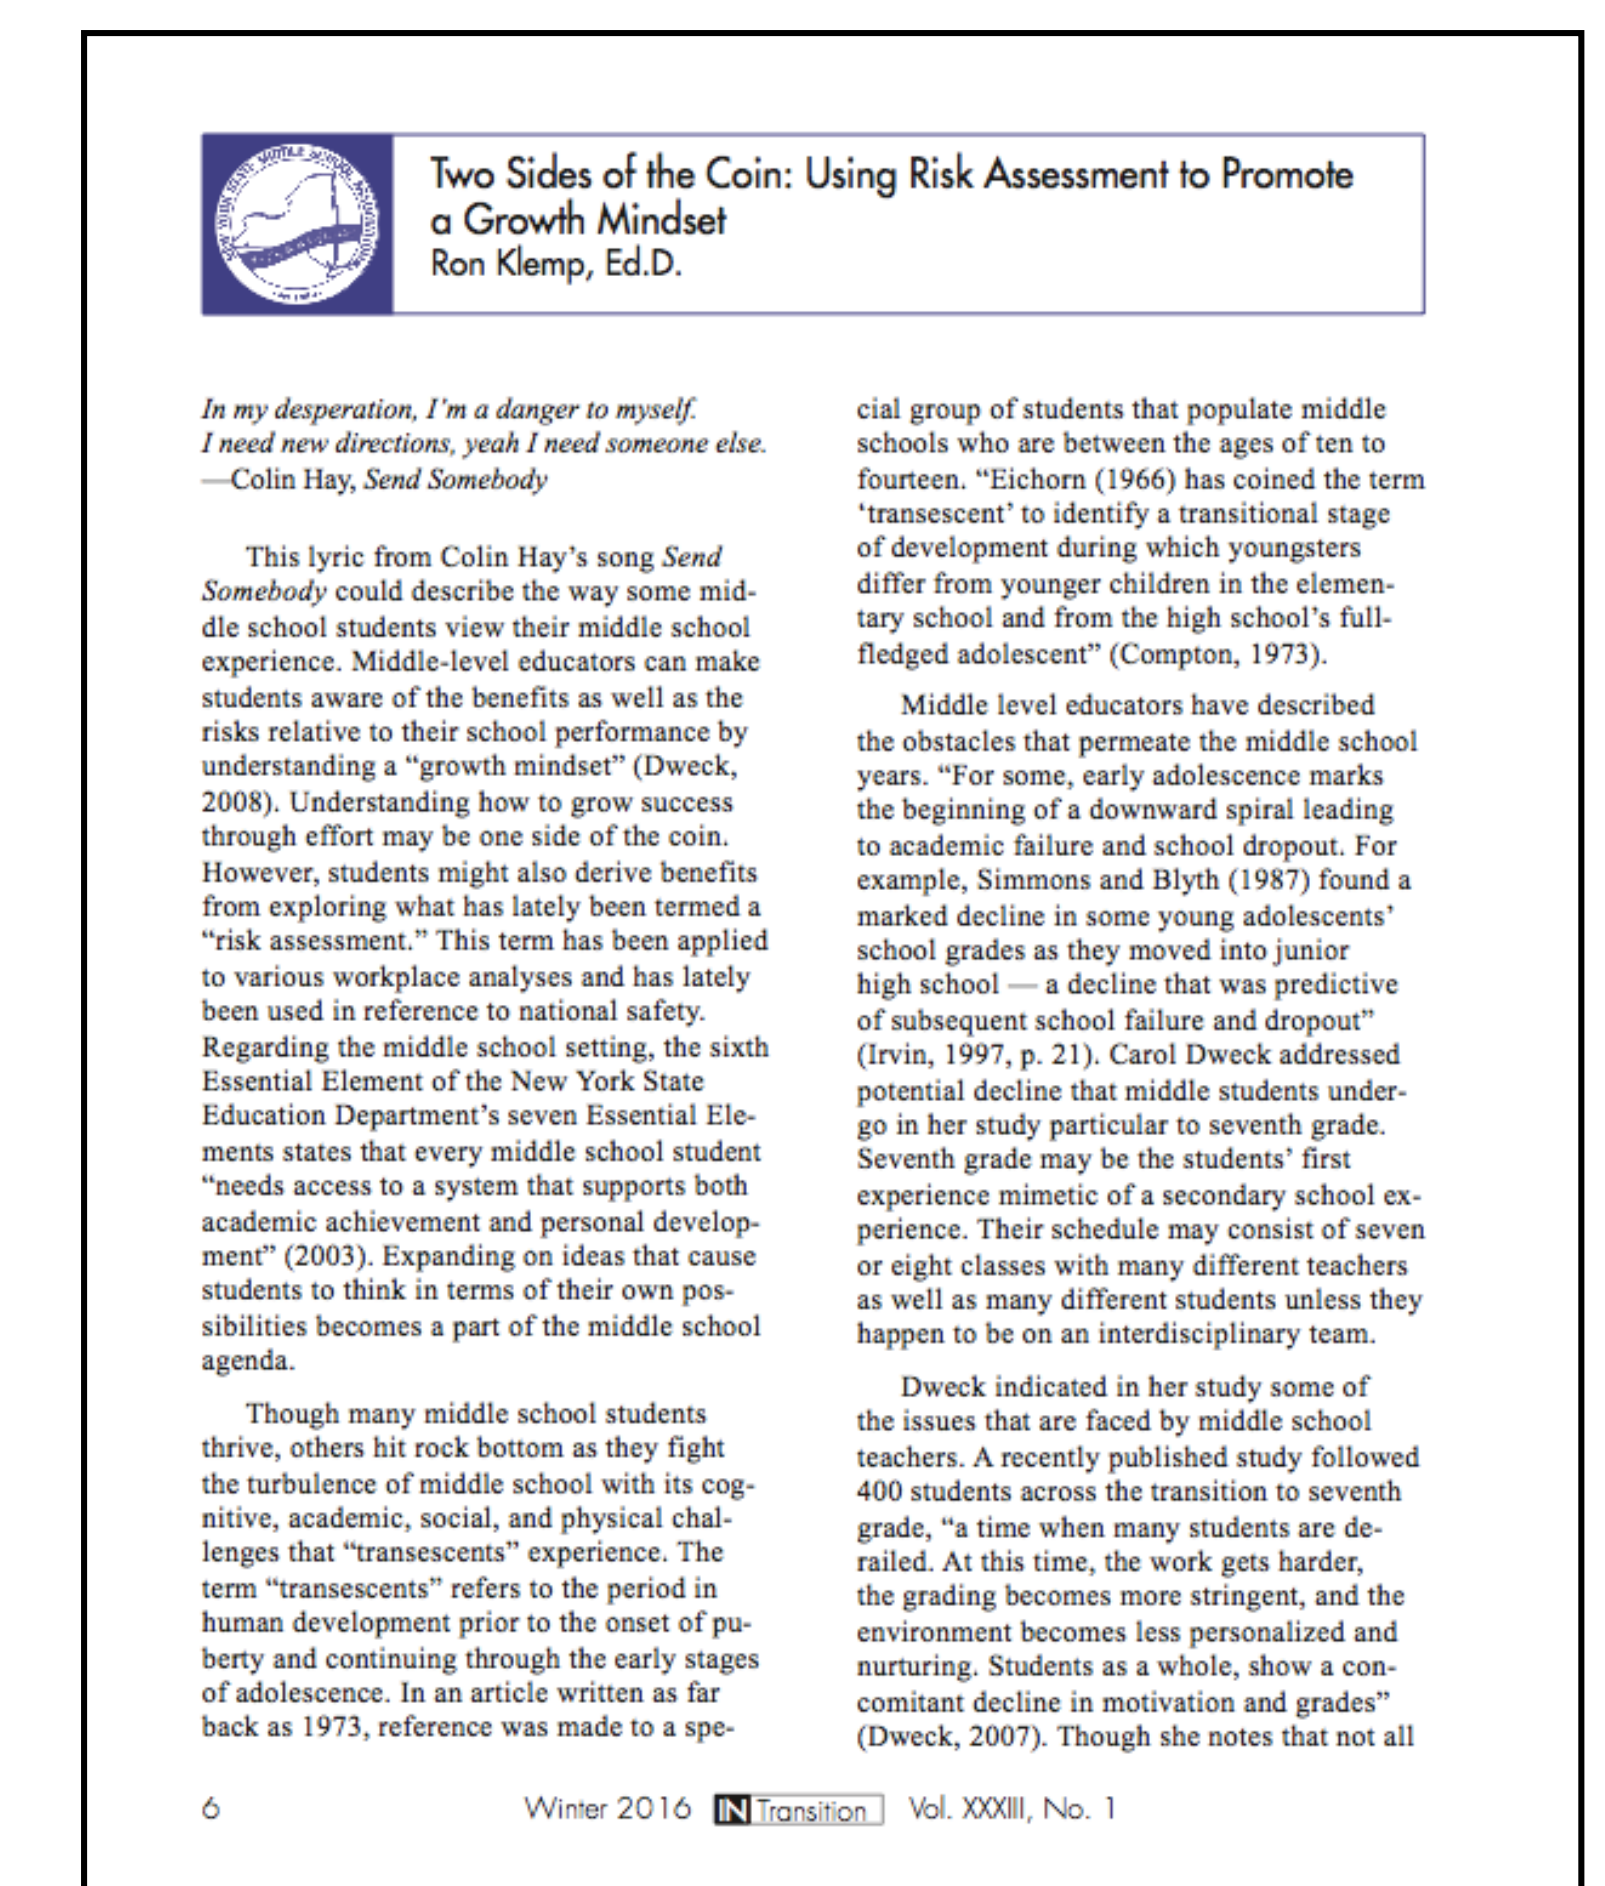 Two Sides of the Coin: Using Risk Assessment to Promote
a Growth Mindset
Ron Klemp, Ed.D.
In my desperation, I'm a danger to myself.
I need new directions, yeah I need someone else.
—Colin Hay, Send Somebody
This lyric from Colin Hay's song Send
Somebody could describe the way some mid-
dle school students view their middle school
experience. Middle-level educators can make
students aware of the benefits as well as the
risks relative to their school performance by
understanding a “growth mindset” (Dweck,
2008). Understanding how to grow success
through effort may be one side of the coin.
However, students might also derive benefits
from exploring what has lately been termed a
“risk assessment.” This term has been applied
to various workplace analyses and has lately
been used in reference to national safety.
Regarding the middle school setting, the sixth
Essential Element of the New York State
Education Department's seven Essential Ele-
ments states that every middle school student
“needs access to a system that supports both
academic achievement and personal develop-
ment” (2003). Expanding on ideas that cause
students to think in terms of their own pos-
sibilities becomes a part of the middle school
agenda.
Though many middle school students
thrive, others hit rock bottom as they fight
the turbulence of middle school with its cog-
nitive, academic, social, and physical chal-
lenges that “transescents” experience. The
term “transescents” refers to the period in
human development prior to the onset of pu-
berty and continuing through the early stages
of adolescence. In an article written as far
back as 1973, reference was made to a spe-
cial group of students that populate middle
schools who are between the ages of ten to
fourteen. “Eichorn (1966) has coined the term
‘transescent’ to identify a transitional stage
of development during which youngsters
differ from younger children in the elemen-
tary school and from the high school's full-
fledged adolescent” (Compton, 1973).
Middle level educators have described
the obstacles that permeate the middle school
years. “For some, early adolescence marks
the beginning of a downward spiral leading
to academic failure and school dropout. For
example, Simmons and Blyth (1987) found a
marked decline in some young adolescents'
school grades as they moved into junior
high school — a decline that was predictive
of subsequent school failure and dropout”
(Irvin, 1997, p. 21). Carol Dweck addressed
potential decline that middle students under-
go in her study particular to seventh grade.
Seventh grade may be the students' first
experience mimetic of a secondary school ex-
perience. Their schedule may consist of seven
or eight classes with many different teachers
as well as many different students unless they
happen to be on an interdisciplinary team.
Dweck indicated in her study some of
the issues that are faced by middle school
teachers. A recently published study followed
400 students across the transition to seventh
grade, “a time when many students are de-
railed. At this time, the work gets harder,
the grading becomes more stringent, and the
environment becomes less personalized and
nurturing. Students as a whole, show a con-
comitant decline in motivation and grades”
(Dweck, 2007). Though she notes that not all
6 Winter 2016 IN Transition Vol. XXXIII, No. 1